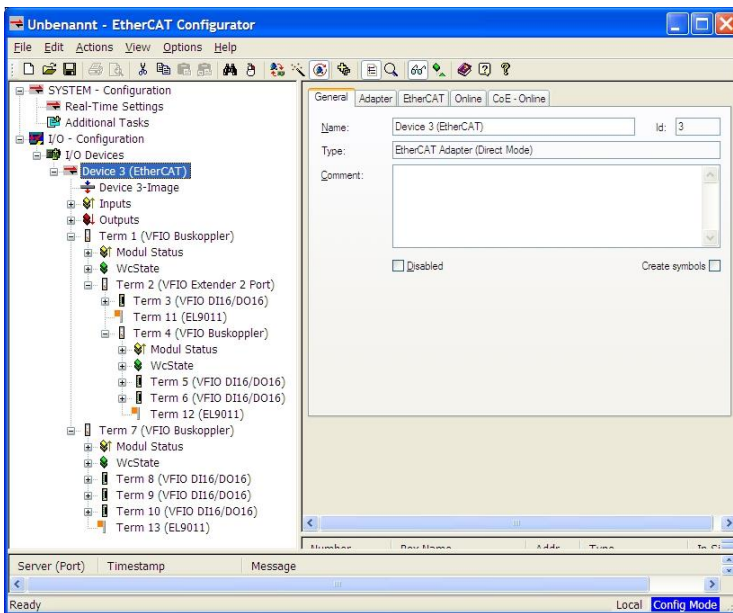 Unbenannt - EtherCAT Configurator
File Edit Actions View Options Help
SYSTEM - Configuration
Real-Time Settings
Additional Tasks
I/O - Configuration
I/O Devices
Device 3 (EtherCAT)
Device 3-Image
Inputs
Outputs
Term 1 (VFIO Buskoppler)
Modul Status
WcState
Term 2 (VFIO Extender 2 Port)
Term 3 (VFIO DI16/DO16)
Term 11 (EL9011)
Term 4 (VFIO Buskoppler)
Modul Status
WcState
Term 5 (VFIO DI16/DO16)
Term 6 (VFIO DI16/DO16)
Term 12 (EL9011)
Term 7 (VFIO Buskoppler)
Modul Status
WcState
Term 8 (VFIO DI16/DO16)
Term 9 (VFIO DI16/DO16)
Term 10 (VFIO DI16/DO16)
Term 13 (EL9011)
General Adapter EtherCAT Online CoE - Online
Name: Device 3 (EtherCAT) Id: 3
Type: EtherCAT Adapter (Direct Mode)
Comment:
Disabled Create symbols
Number Box Name Addr Type
Server (Port) Timestamp Message
Ready Local Config Mode